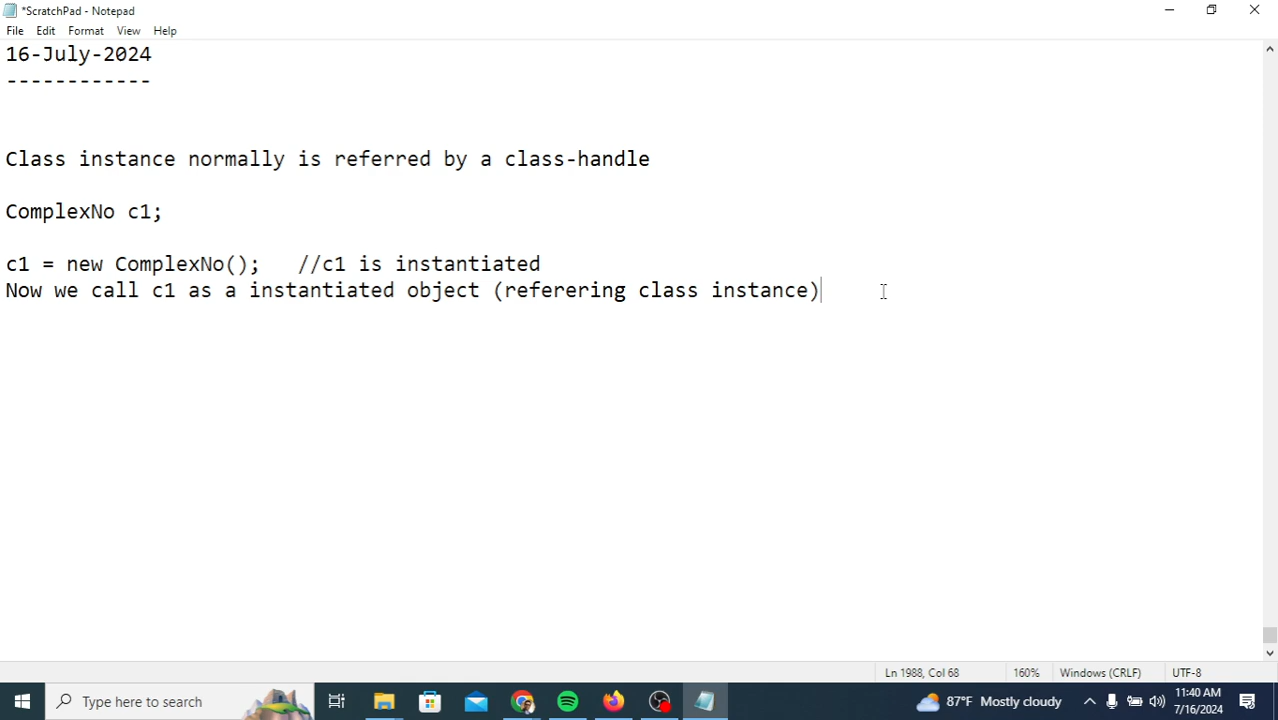 *ScratchPad - Notepad
File Edit Format View Help
16-July-2024
------------
Class instance normally is referred by a class-handle
ComplexNo c1;
c1 = new ComplexNo();   //c1 is instantiated
Now we call c1 as a instantiated object (referering class instance)
Ln 1988, Col 68 160% Windows (CRLF) UTF-8
Type here to search 87°F Mostly cloudy 11:40 AM
7/16/2024